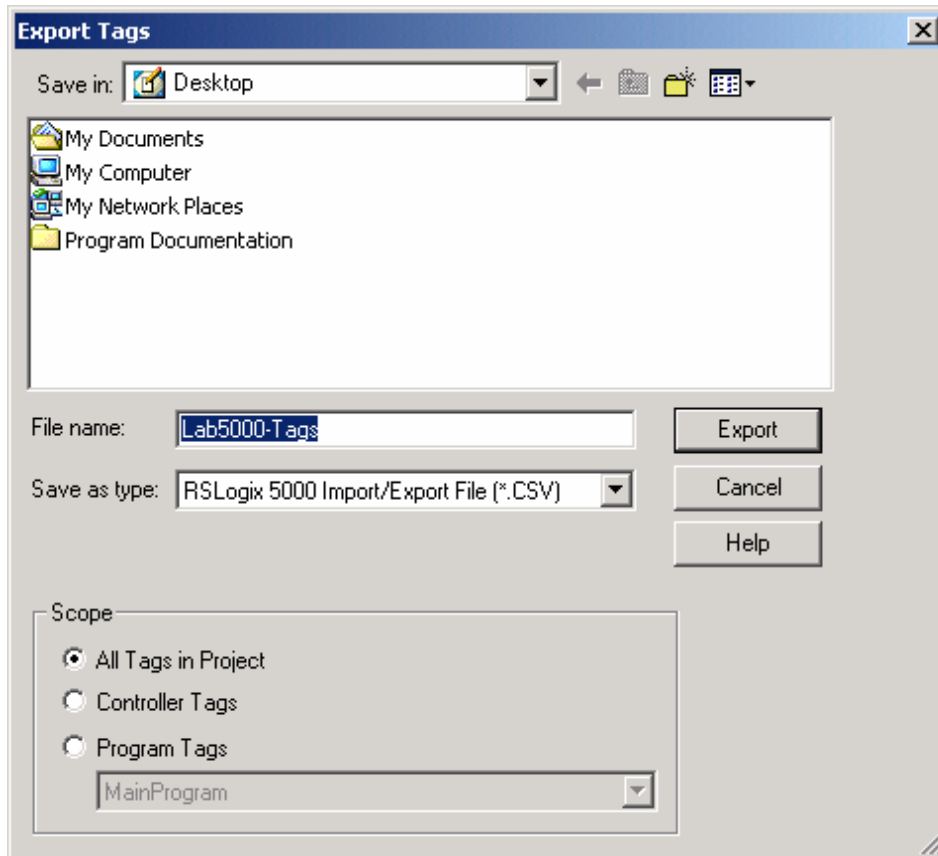 Export Tags
Save in: Desktop
My Documents
My Computer
My Network Places
Program Documentation
File name: Lab5000-Tags Export
Save as type: RSLogix 5000 Import/Export File (*.CSV) Cancel
Help
Scope
All Tags in Project
Controller Tags
Program Tags
MainProgram